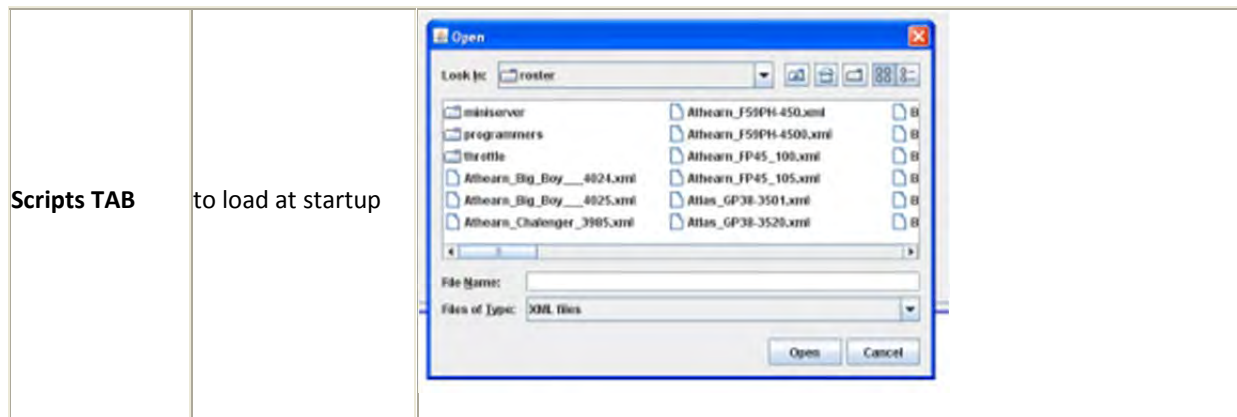 Open
Look In: roster
miniserver Athearn_F59PH-450.xml B
programmers Athearn_F59PH-4500.xml B
throttle Athearn_FP45_100.xml B
Athearn_Big_Boy___4024.xml Athearn_FP45_105.xml B
Scripts TAB to load at startup
Athearn_Big_Boy___4025.xml Atlas_GP38-3501.xml B
Athearn_Chalenger_3985.xml Atlas_GP38-3520.xml B
File Name:
Files of Type: XML files
Open Cancel